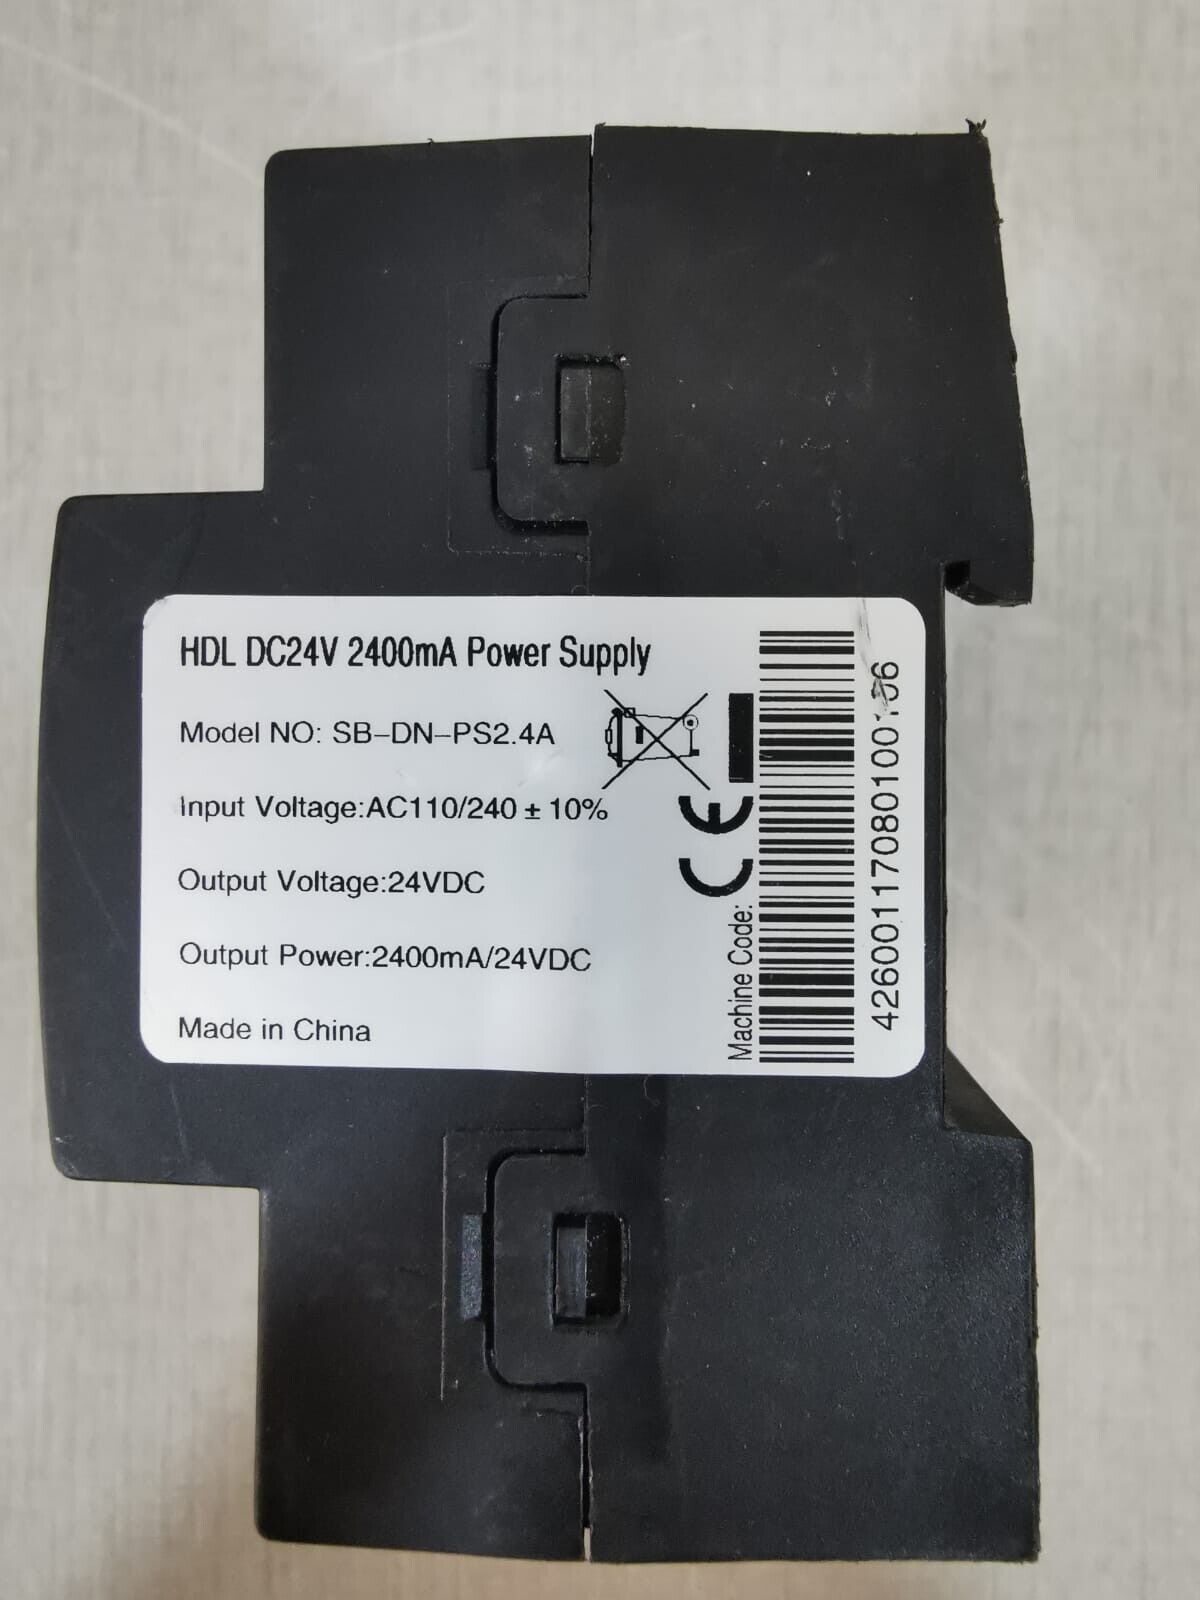 HDL DC24V 2400mA Power Supply
Model NO: SB-DN-PS2.4A
Input Voltage:AC110/240 ± 10%
Output Voltage:24VDC
Output Power:2400mA/24VDC
Made in China
CE
Machine Code: